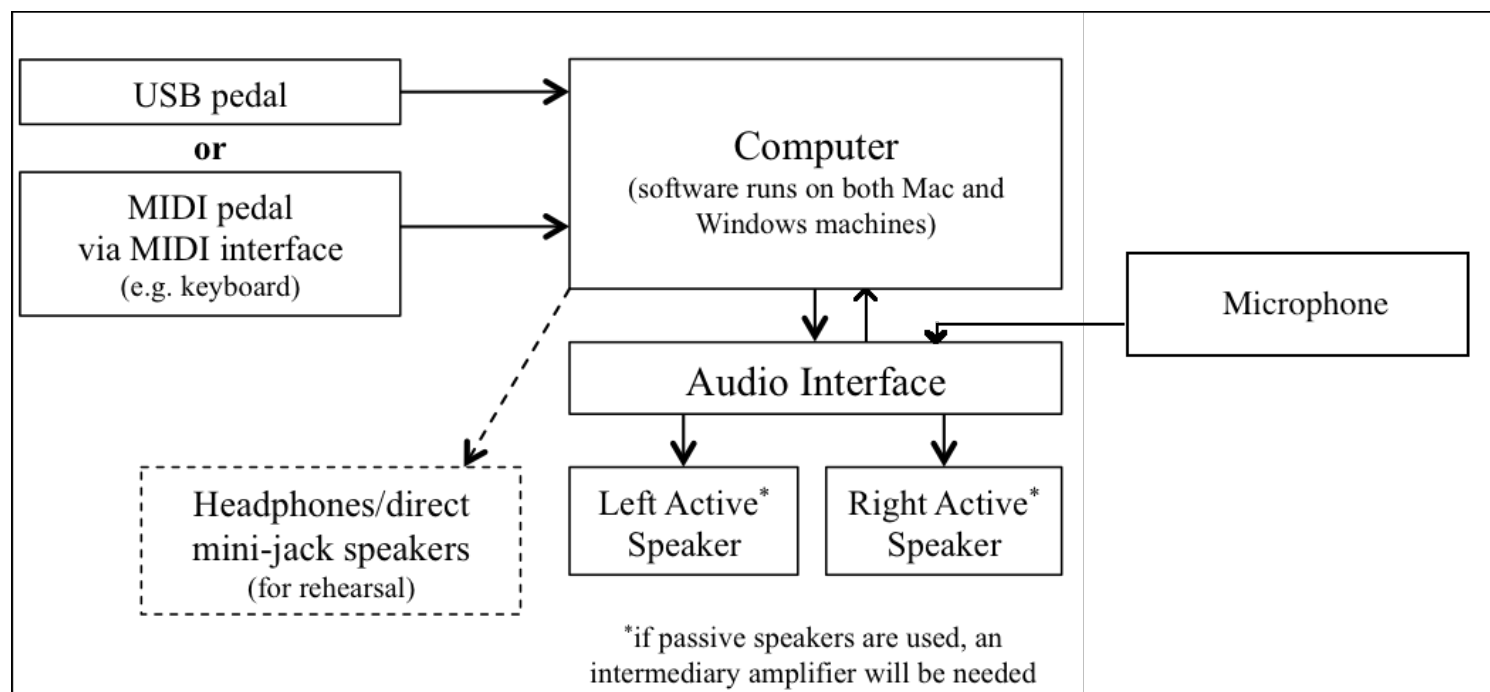 USB pedal
or
MIDI pedal
via MIDI interface
(e.g. keyboard)
Computer
(software runs on both Mac and
Windows machines)
Microphone
Audio Interface
Headphones/direct
mini-jack speakers
(for rehearsal)
Left Active*
Speaker
Right Active*
Speaker
*if passive speakers are used, an
intermediary amplifier will be needed